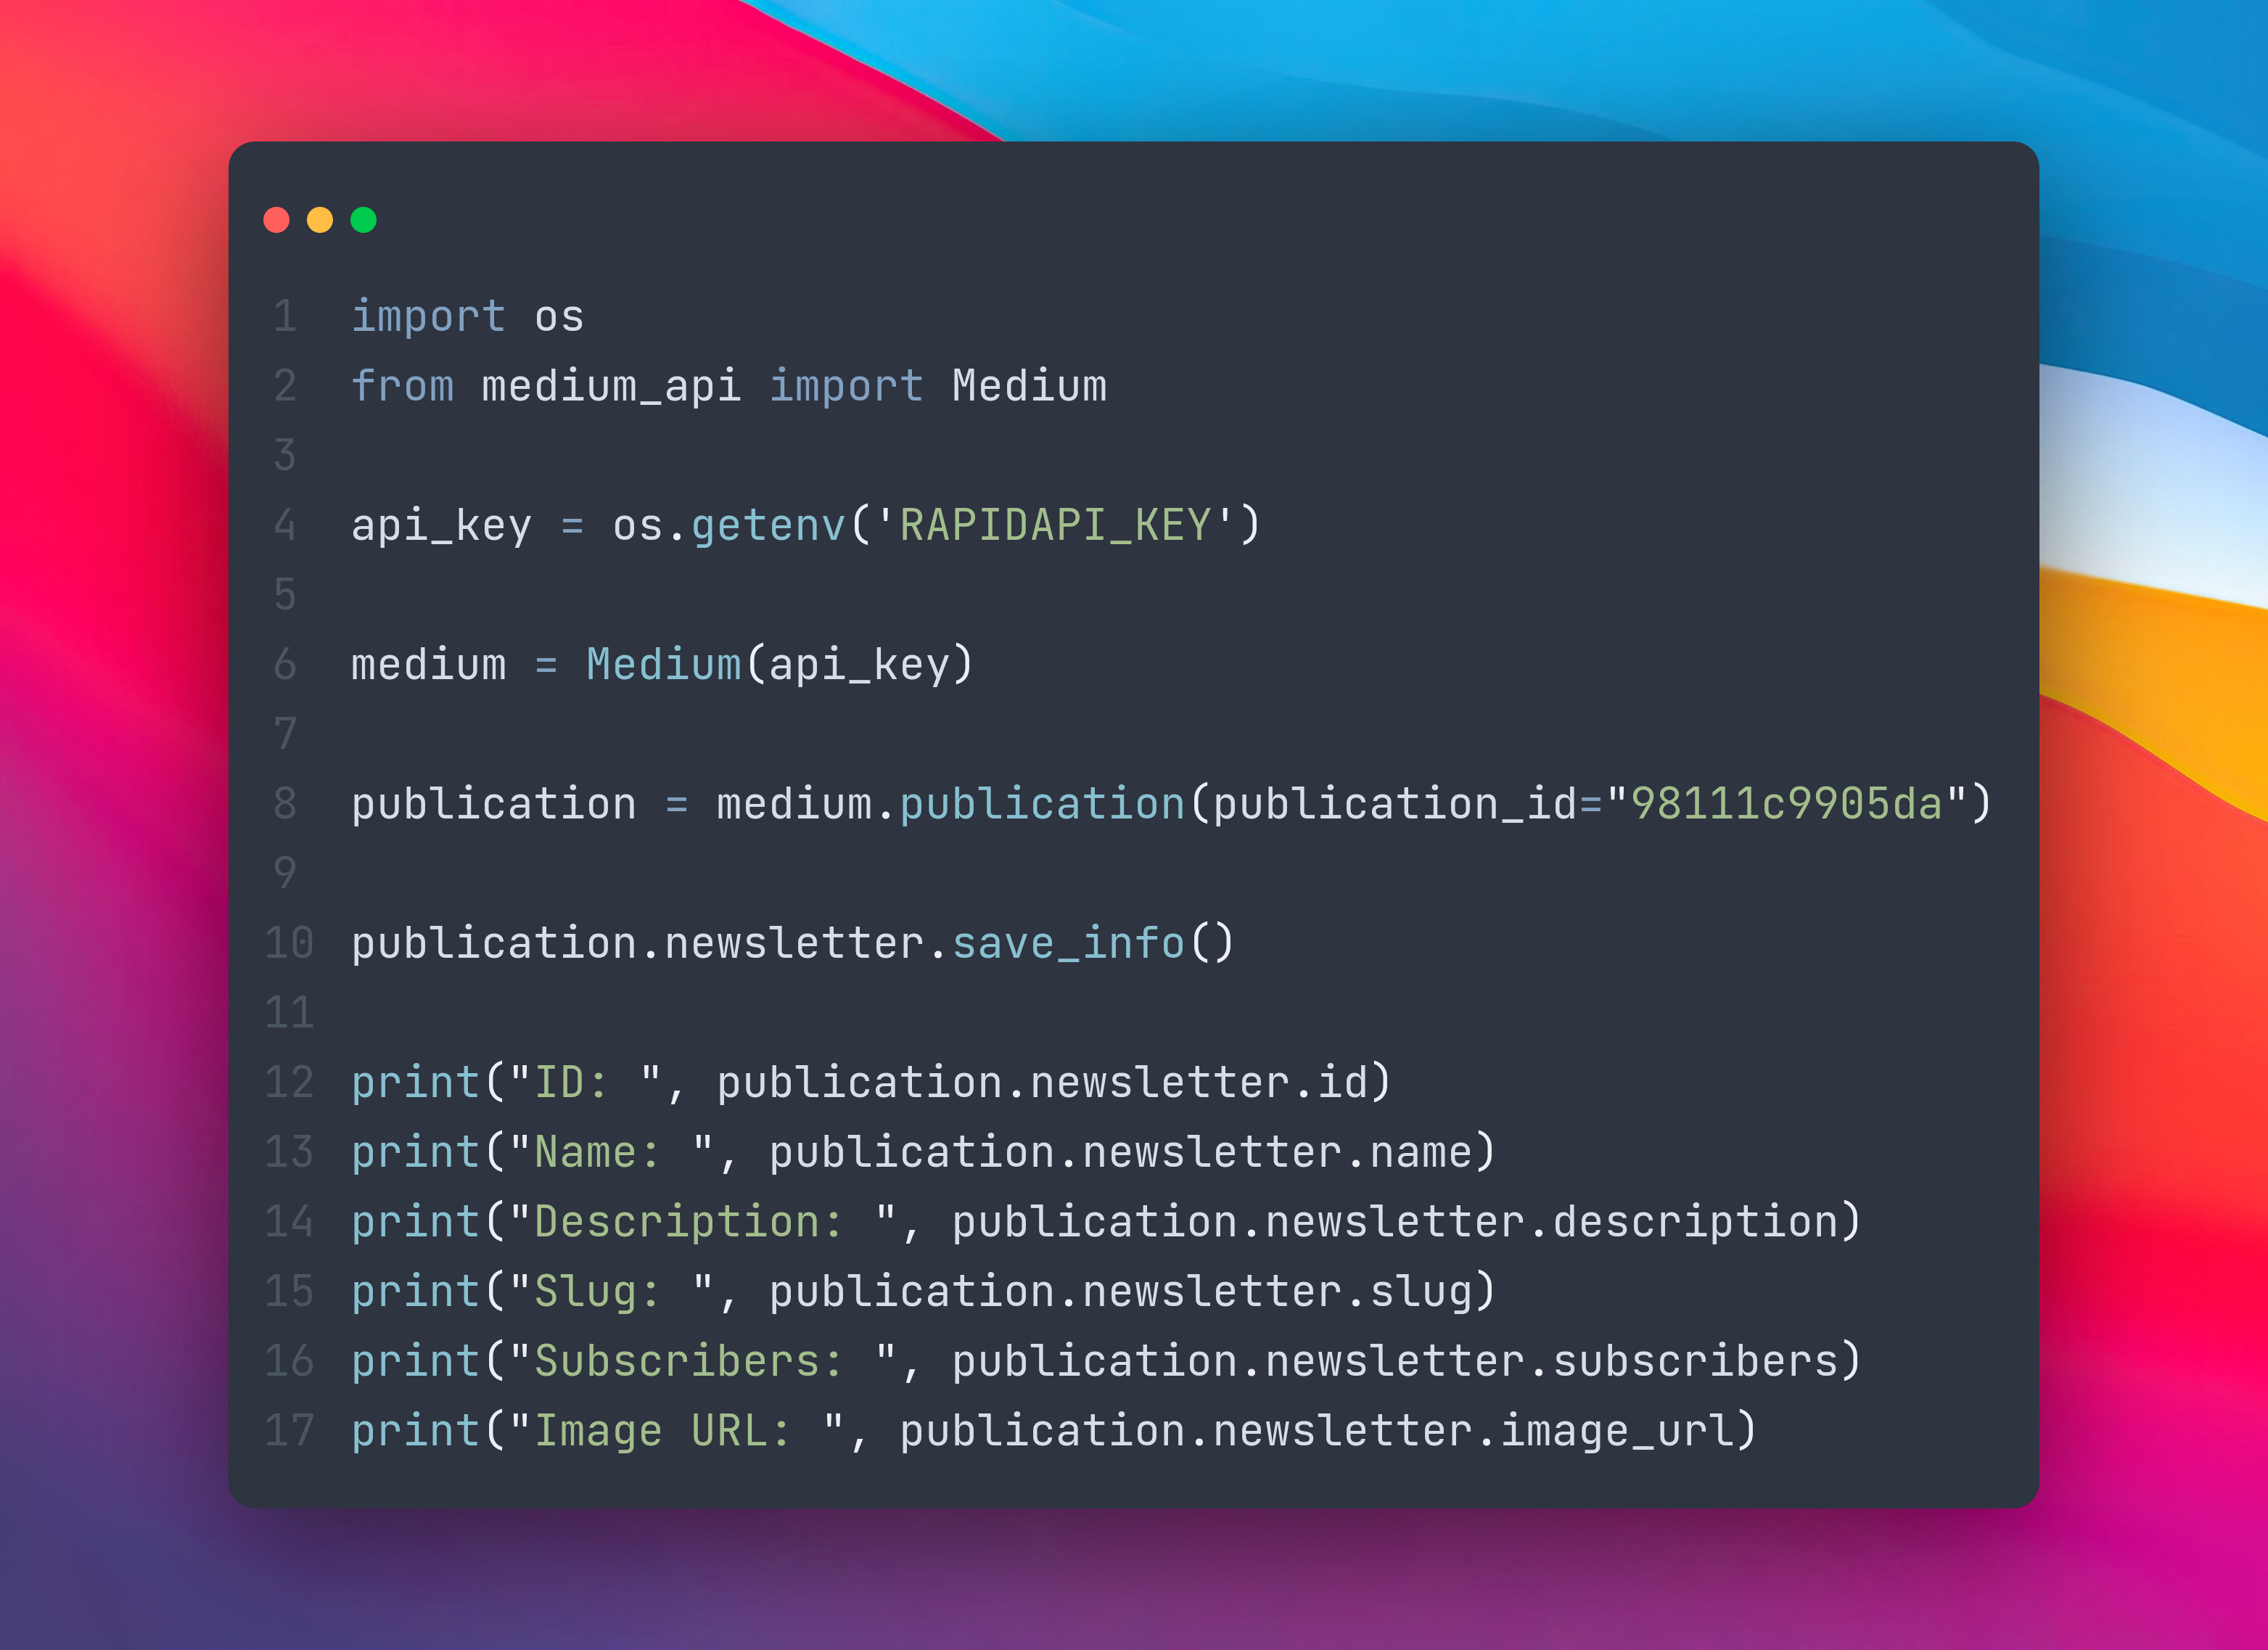 1 import os
2 from medium_api import Medium
3
4 api_key = os.getenv('RAPIDAPI_KEY')
5
6 medium = Medium(api_key)
7
8 publication = medium.publication(publication_id="98111c9905da")
9
10 publication.newsletter.save_info()
11
12 print("ID: ", publication.newsletter.id)
13 print("Name: ", publication.newsletter.name)
14 print("Description: ", publication.newsletter.description)
15 print("Slug: ", publication.newsletter.slug)
16 print("Subscribers: ", publication.newsletter.subscribers)
17 print("Image URL: ", publication.newsletter.image_url)